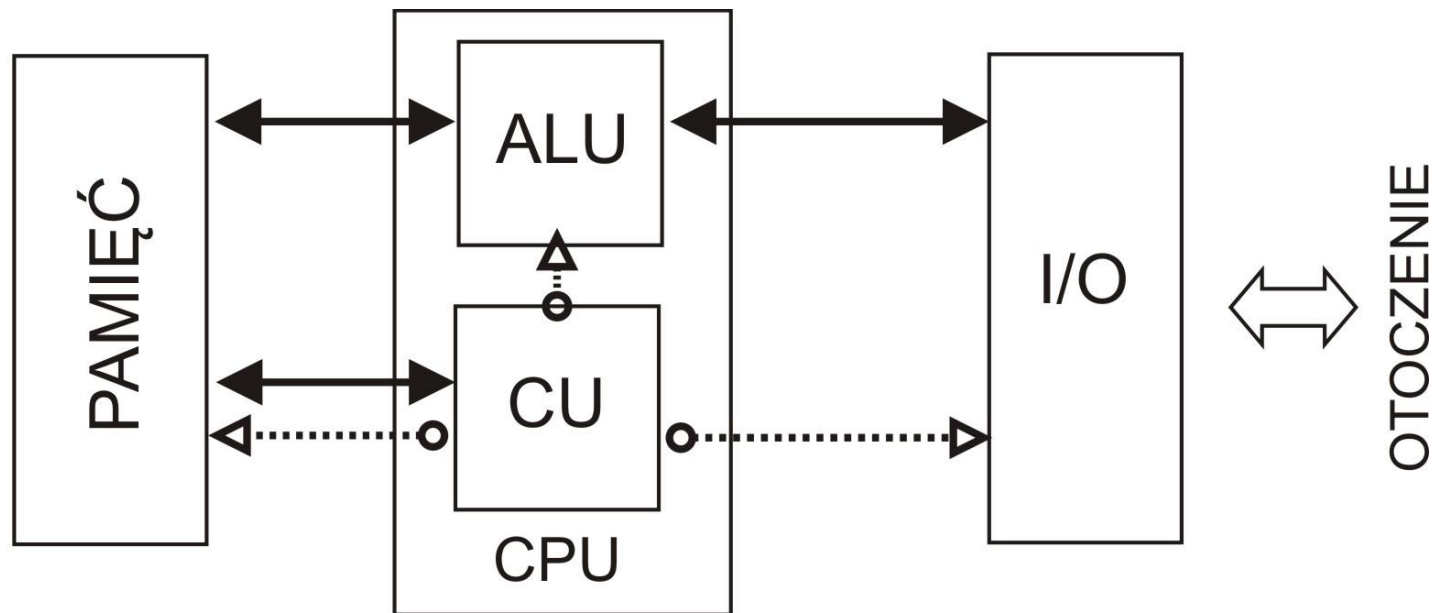 PAMIĘĆ
ALU
CU
CPU
I/O
OTOCZENIE